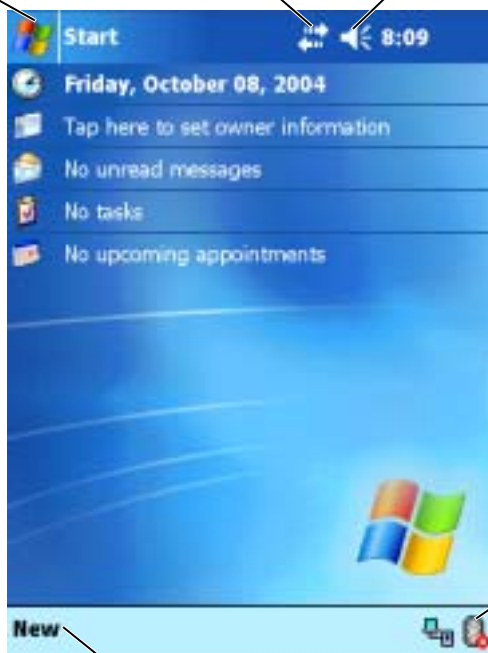 Start 8:09
Friday, October 08, 2004
Tap here to set owner information
No unread messages
No tasks
No upcoming appointments
New